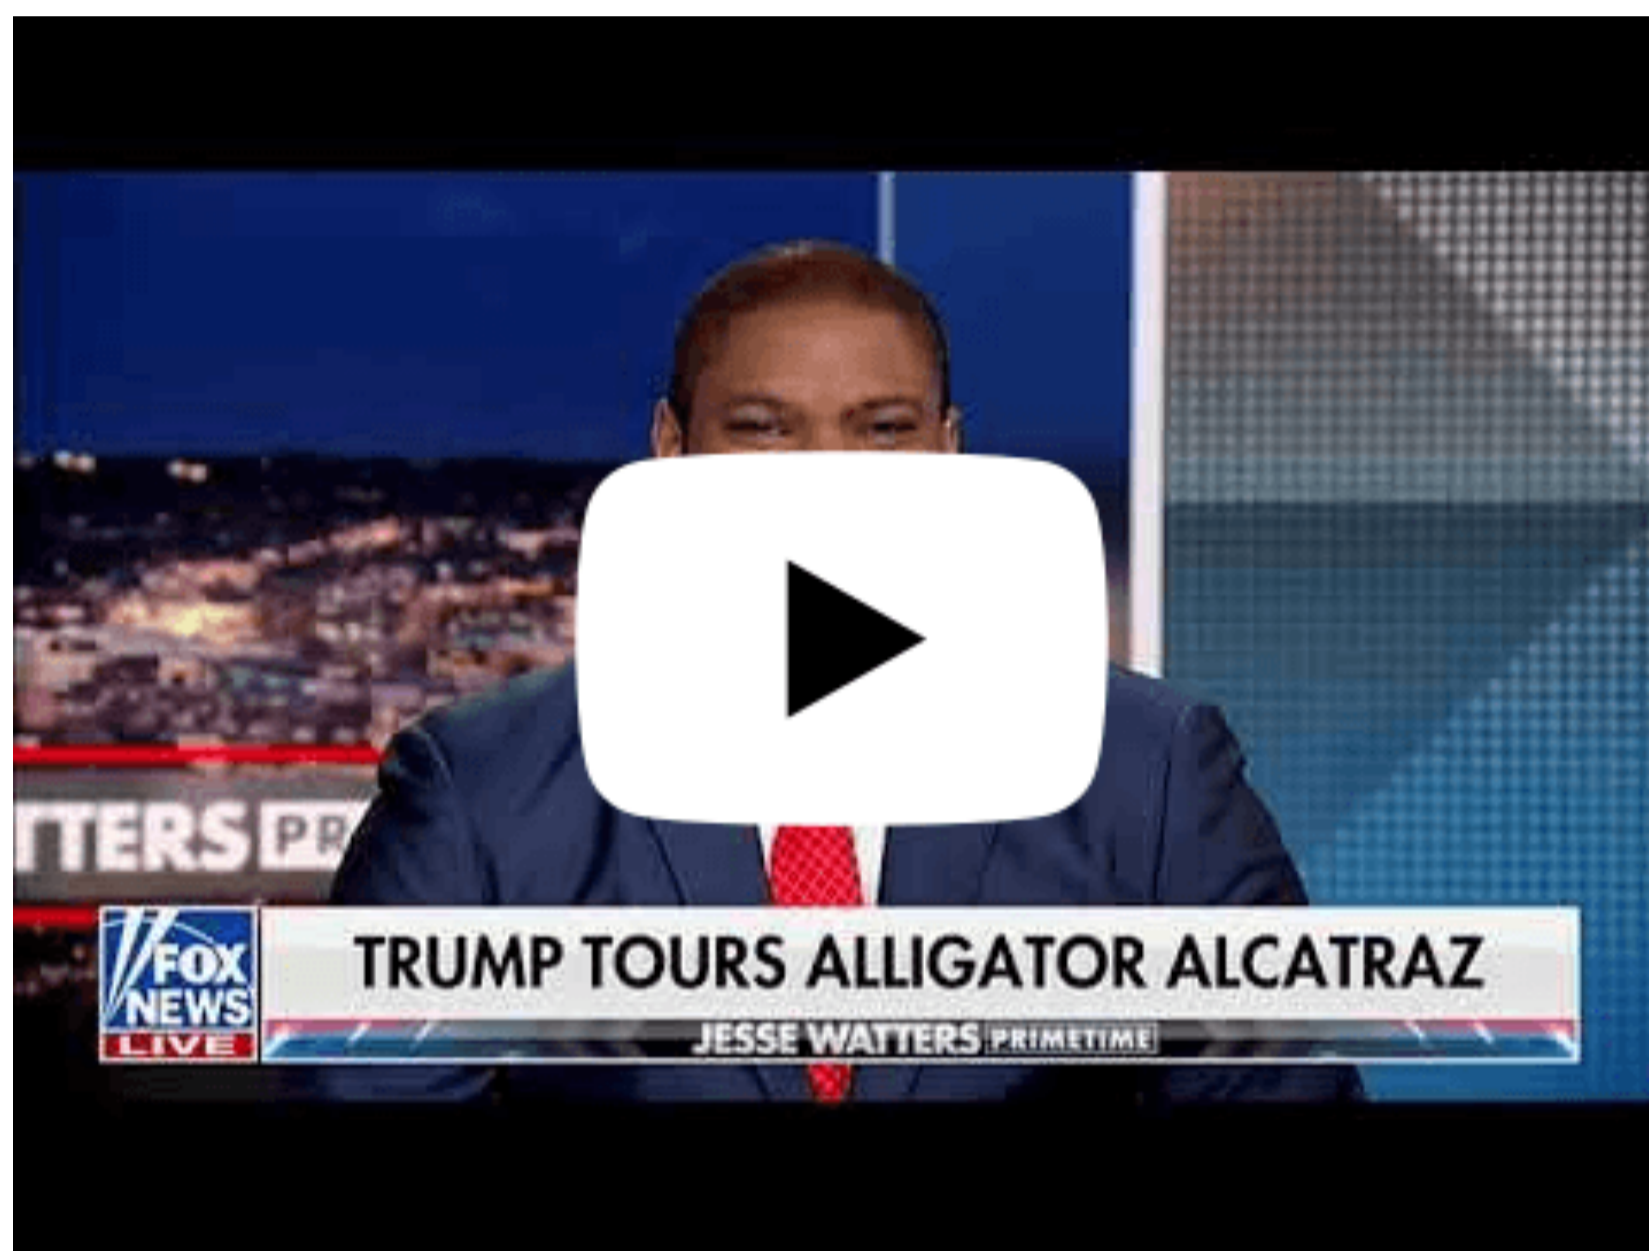 TTERS PR
FOX
NEWS
LIVE
TRUMP TOURS ALLIGATOR ALCATRAZ
JESSE WATTERS PRIMETIME